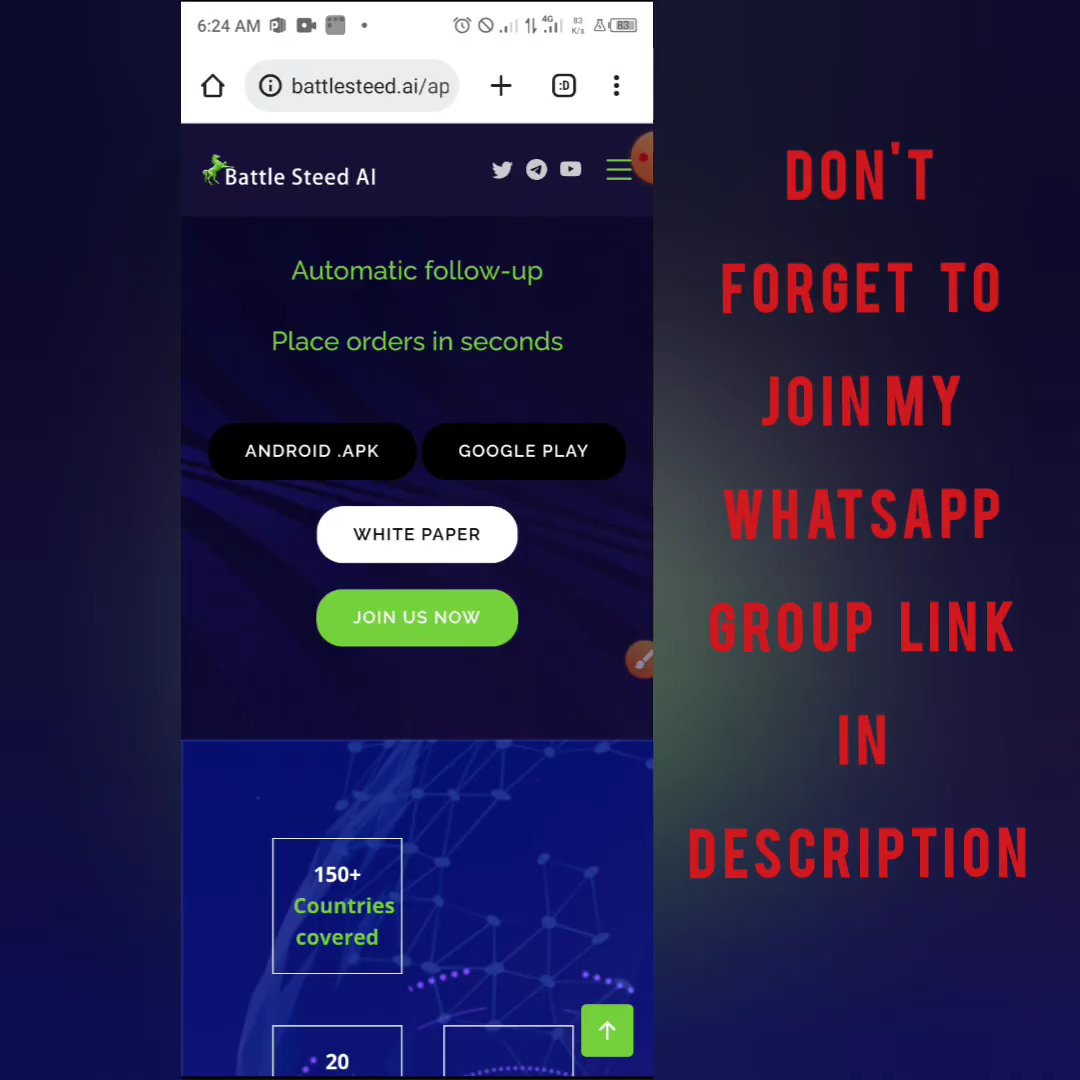 6:24 AM
4G
83
K/s
83
:D
battlesteed.ai/ap
Battle Steed AI
Automatic follow-up
Place orders in seconds
ANDROID .APK
GOOGLE PLAY
WHITE PAPER
JOIN US NOW
150+
Countries
covered
20
DON'T
FORGET TO
JOIN MY
WHATSAPP
GROUP LINK
IN
DESCRIPTION